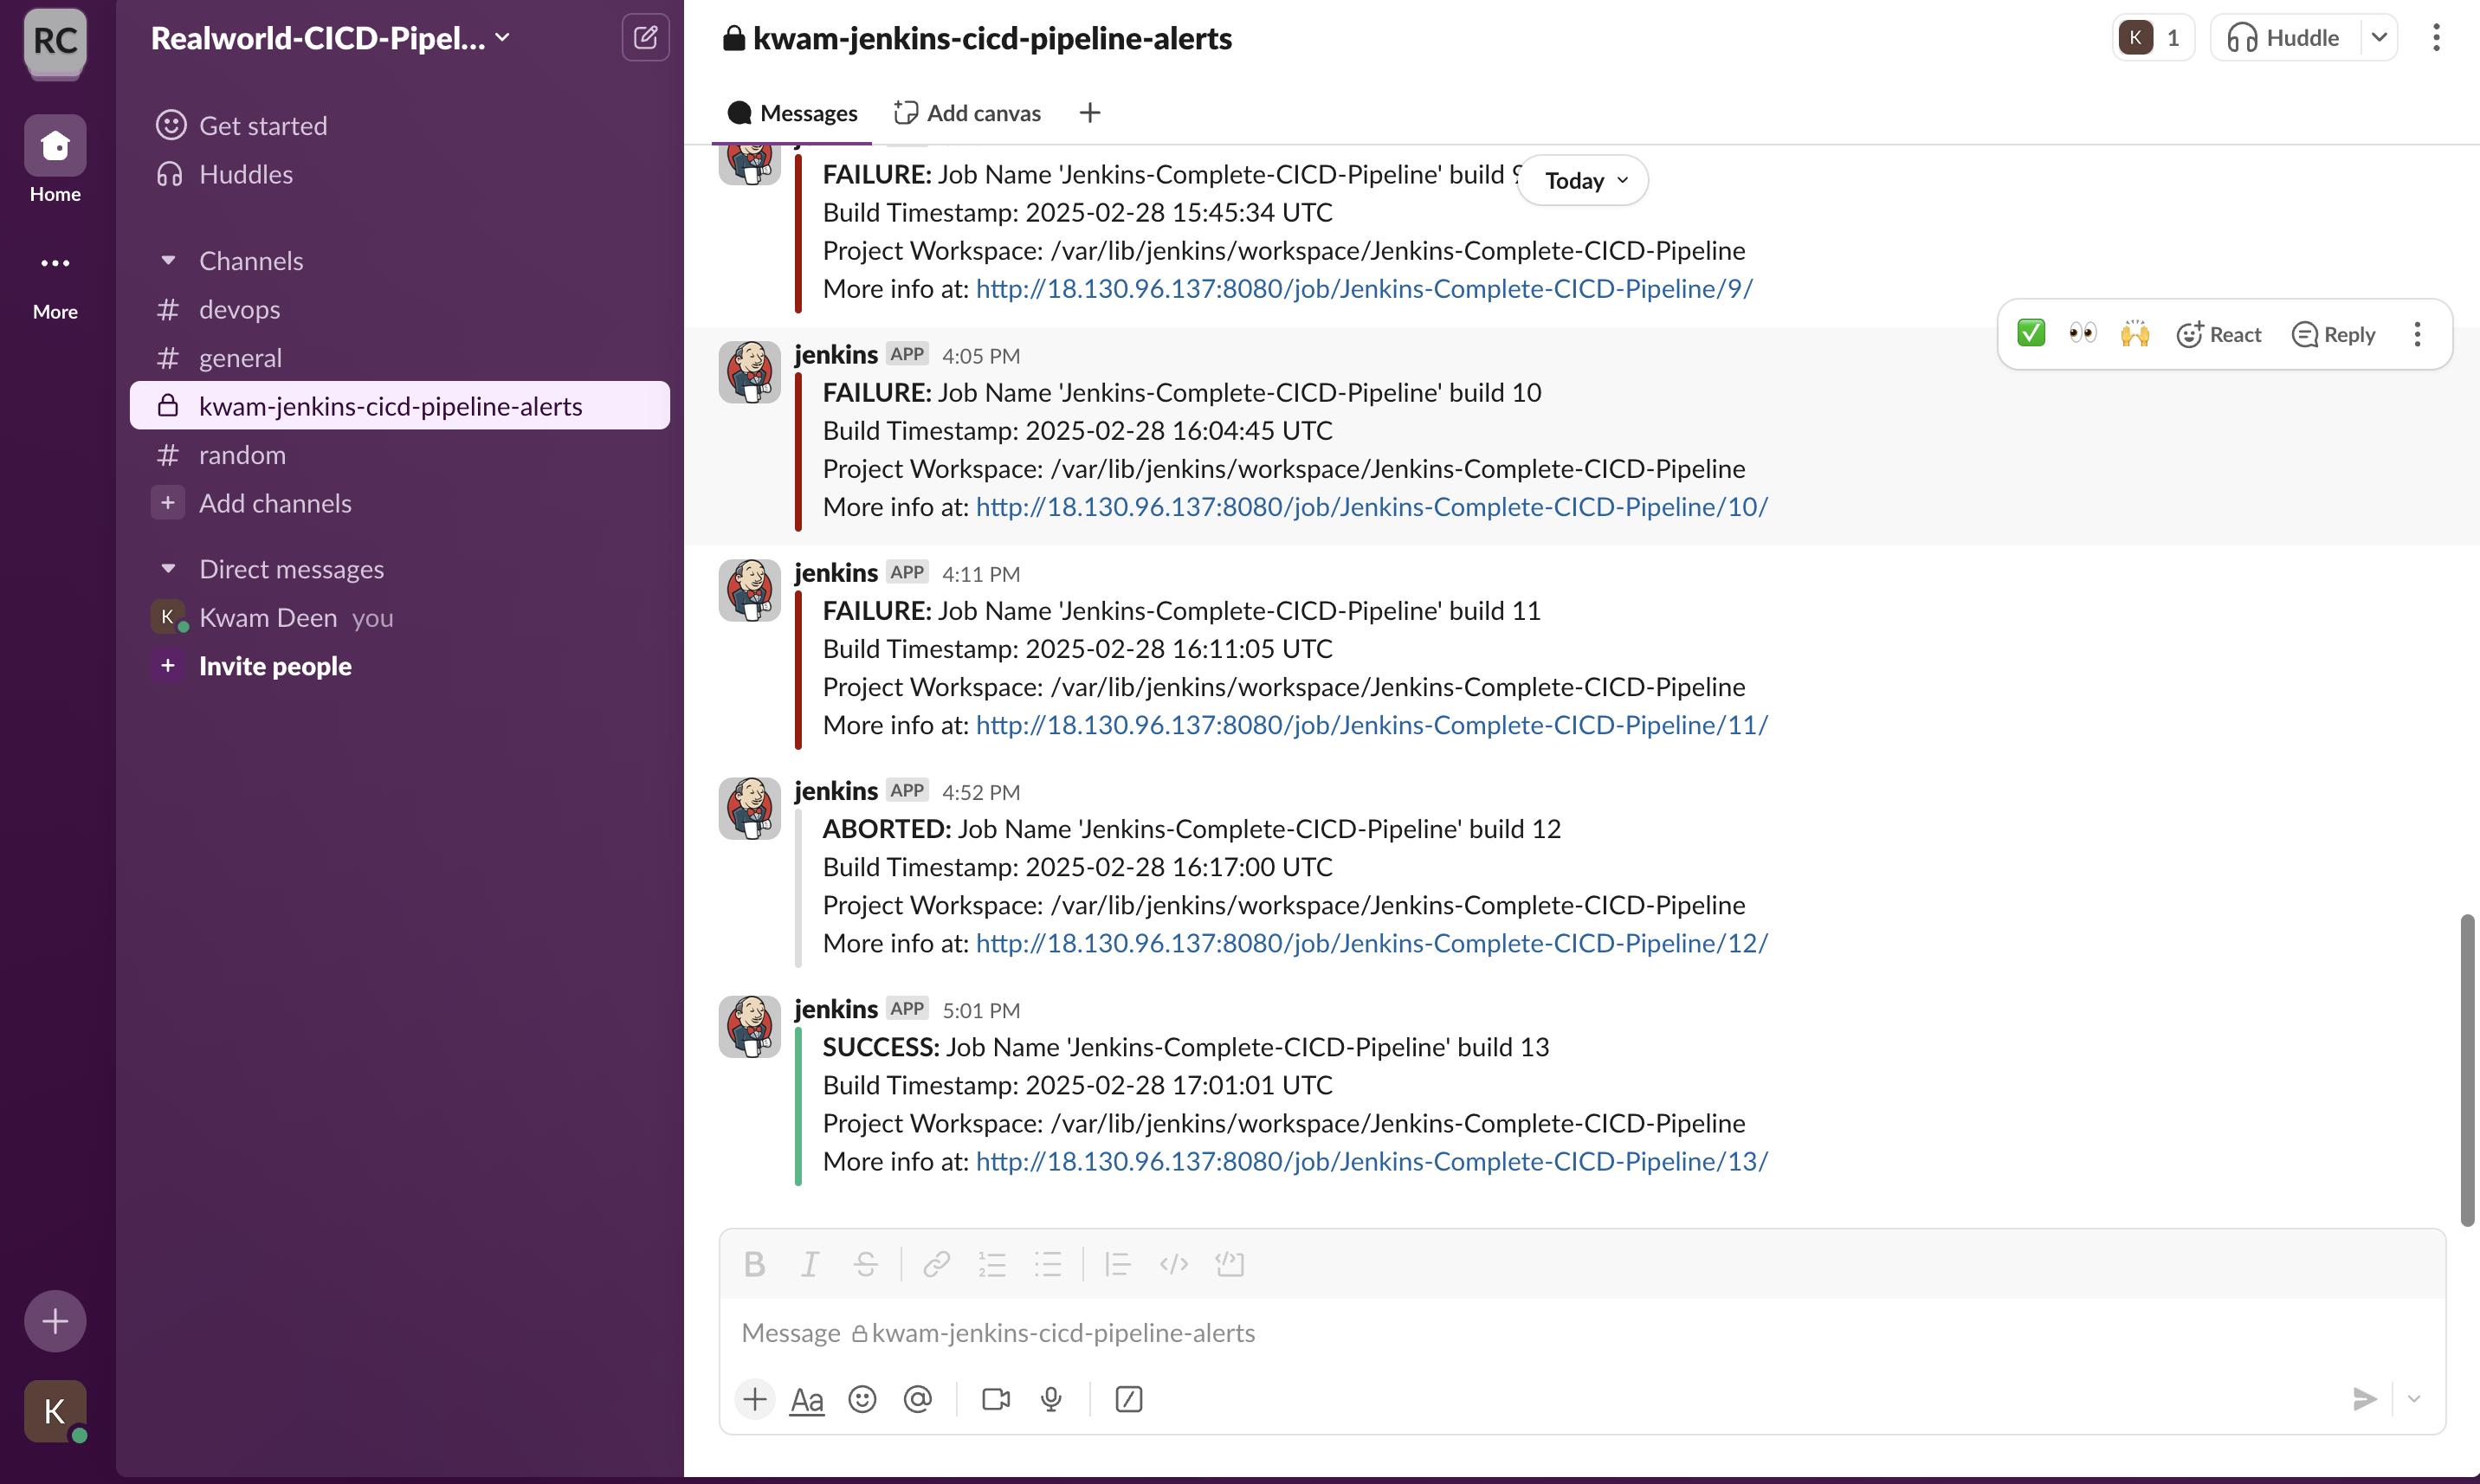 RC
Home
More
K
Realworld-CICD-Pipel...
Get started
Huddles
Channels
# devops
# general
kwam-jenkins-cicd-pipeline-alerts
# random
+ Add channels
Direct messages
K Kwam Deen you
+ Invite people
kwam-jenkins-cicd-pipeline-alerts
K 1
Huddle
Messages
Add canvas
Today
FAILURE: Job Name 'Jenkins-Complete-CICD-Pipeline' build
Build Timestamp: 2025-02-28 15:45:34 UTC
Project Workspace: /var/lib/jenkins/workspace/Jenkins-Complete-CICD-Pipeline
More info at: http://18.130.96.137:8080/job/Jenkins-Complete-CICD-Pipeline/9/
React
Reply
jenkins APP 4:05 PM
FAILURE: Job Name 'Jenkins-Complete-CICD-Pipeline' build 10
Build Timestamp: 2025-02-28 16:04:45 UTC
Project Workspace: /var/lib/jenkins/workspace/Jenkins-Complete-CICD-Pipeline
More info at: http://18.130.96.137:8080/job/Jenkins-Complete-CICD-Pipeline/10/
jenkins APP 4:11 PM
FAILURE: Job Name 'Jenkins-Complete-CICD-Pipeline' build 11
Build Timestamp: 2025-02-28 16:11:05 UTC
Project Workspace: /var/lib/jenkins/workspace/Jenkins-Complete-CICD-Pipeline
More info at: http://18.130.96.137:8080/job/Jenkins-Complete-CICD-Pipeline/11/
jenkins APP 4:52 PM
ABORTED: Job Name 'Jenkins-Complete-CICD-Pipeline' build 12
Build Timestamp: 2025-02-28 16:17:00 UTC
Project Workspace: /var/lib/jenkins/workspace/Jenkins-Complete-CICD-Pipeline
More info at: http://18.130.96.137:8080/job/Jenkins-Complete-CICD-Pipeline/12/
jenkins APP 5:01 PM
SUCCESS: Job Name 'Jenkins-Complete-CICD-Pipeline' build 13
Build Timestamp: 2025-02-28 17:01:01 UTC
Project Workspace: /var/lib/jenkins/workspace/Jenkins-Complete-CICD-Pipeline
More info at: http://18.130.96.137:8080/job/Jenkins-Complete-CICD-Pipeline/13/
B I S
Message kwam-jenkins-cicd-pipeline-alerts
Aa @